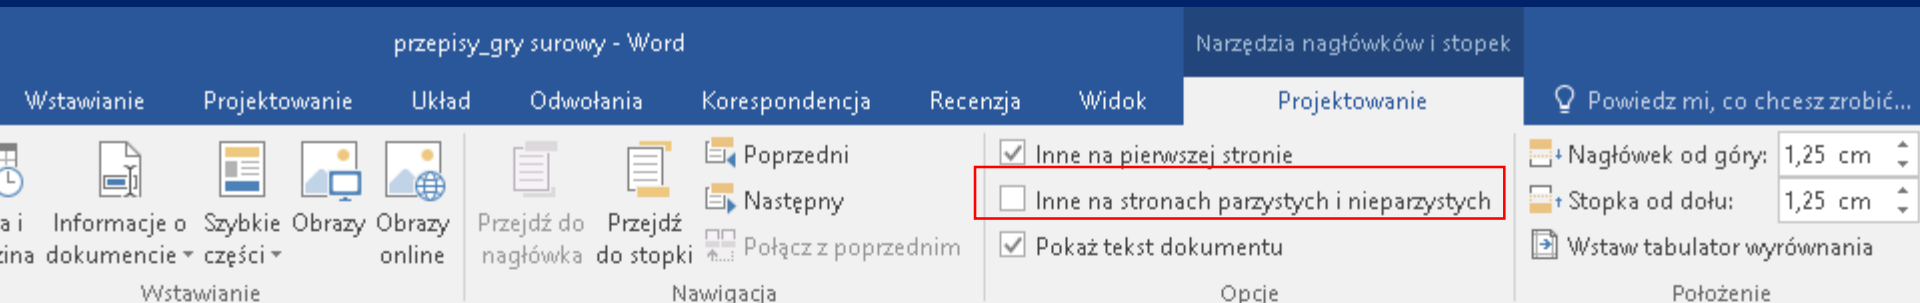 przepisy_gry surowy - Word
Narzędzia nagłówków i stopek
Wstawianie Projektowanie Układ Odwołania Korespondencja Recenzja Widok Projektowanie Powiedz mi, co chcesz zrobić...
Informacje o dokumencie
Szybkie części
Obrazy
Obrazy online
Wstawianie
Przejdź do nagłówka
Przejdź do stopki
Poprzedni
Następny
Połącz z poprzednim
Nawigacja
Inne na pierwszej stronie
Inne na stronach parzystych i nieparzystych
Pokaż tekst dokumentu
Opcje
Nagłówek od góry: 1,25 cm
Stopka od dołu: 1,25 cm
Wstaw tabulator wyrównania
Położenie